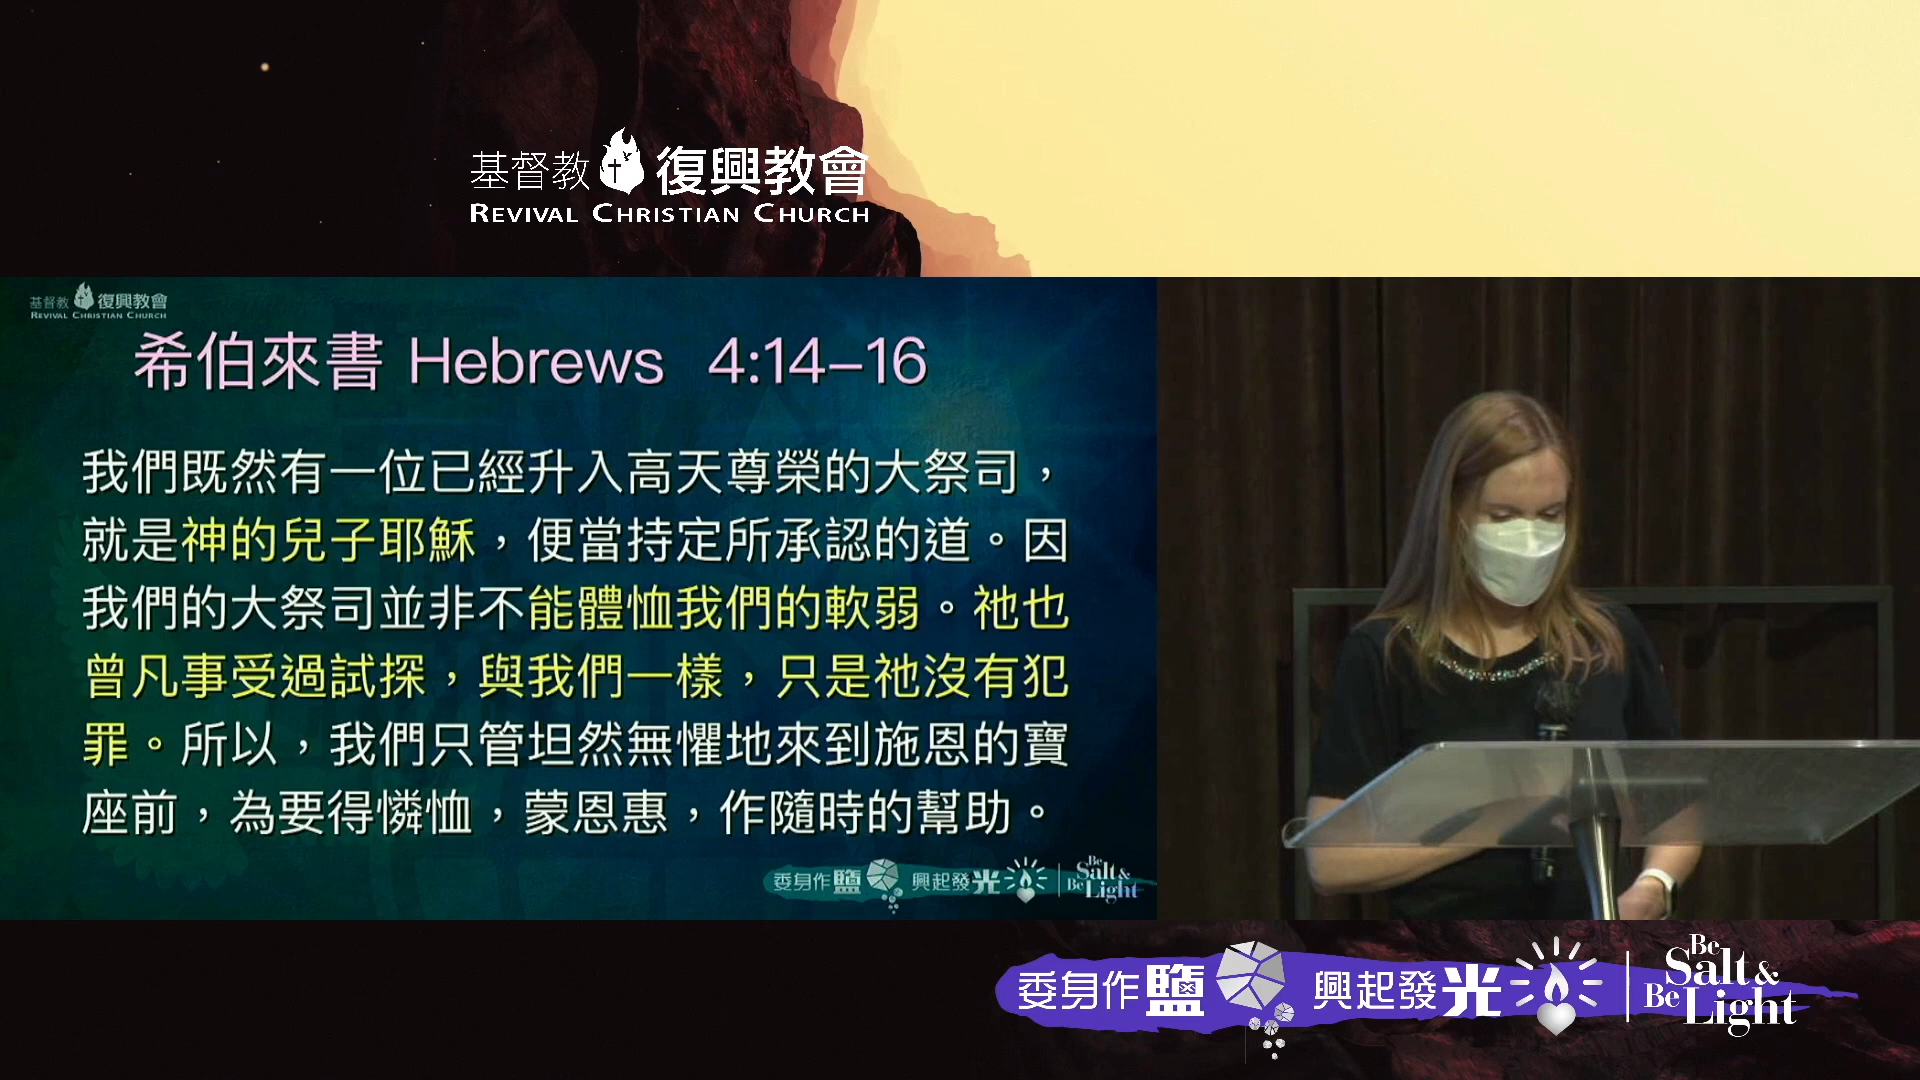 基督教 復興教會
REVIVAL CHRISTIAN CHURCH
基督教 復興教會
REVIVAL CHRISTIAN CHURCH
希伯來書 Hebrews 4:14-16
我們既然有一位已經升入高天尊榮的大祭司，
就是神的兒子耶穌，便當持定所承認的道。因
我們的大祭司並非不能體恤我們的軟弱。祂也
曾凡事受過試探，與我們一樣，只是祂沒有犯
罪。所以，我們只管坦然無懼地來到施恩的寶
座前，為要得憐恤，蒙恩惠，作隨時的幫助。
委身作鹽 興起發光 Be Salt & Be Light
委身作鹽 興起發光 Be Salt & Be Light